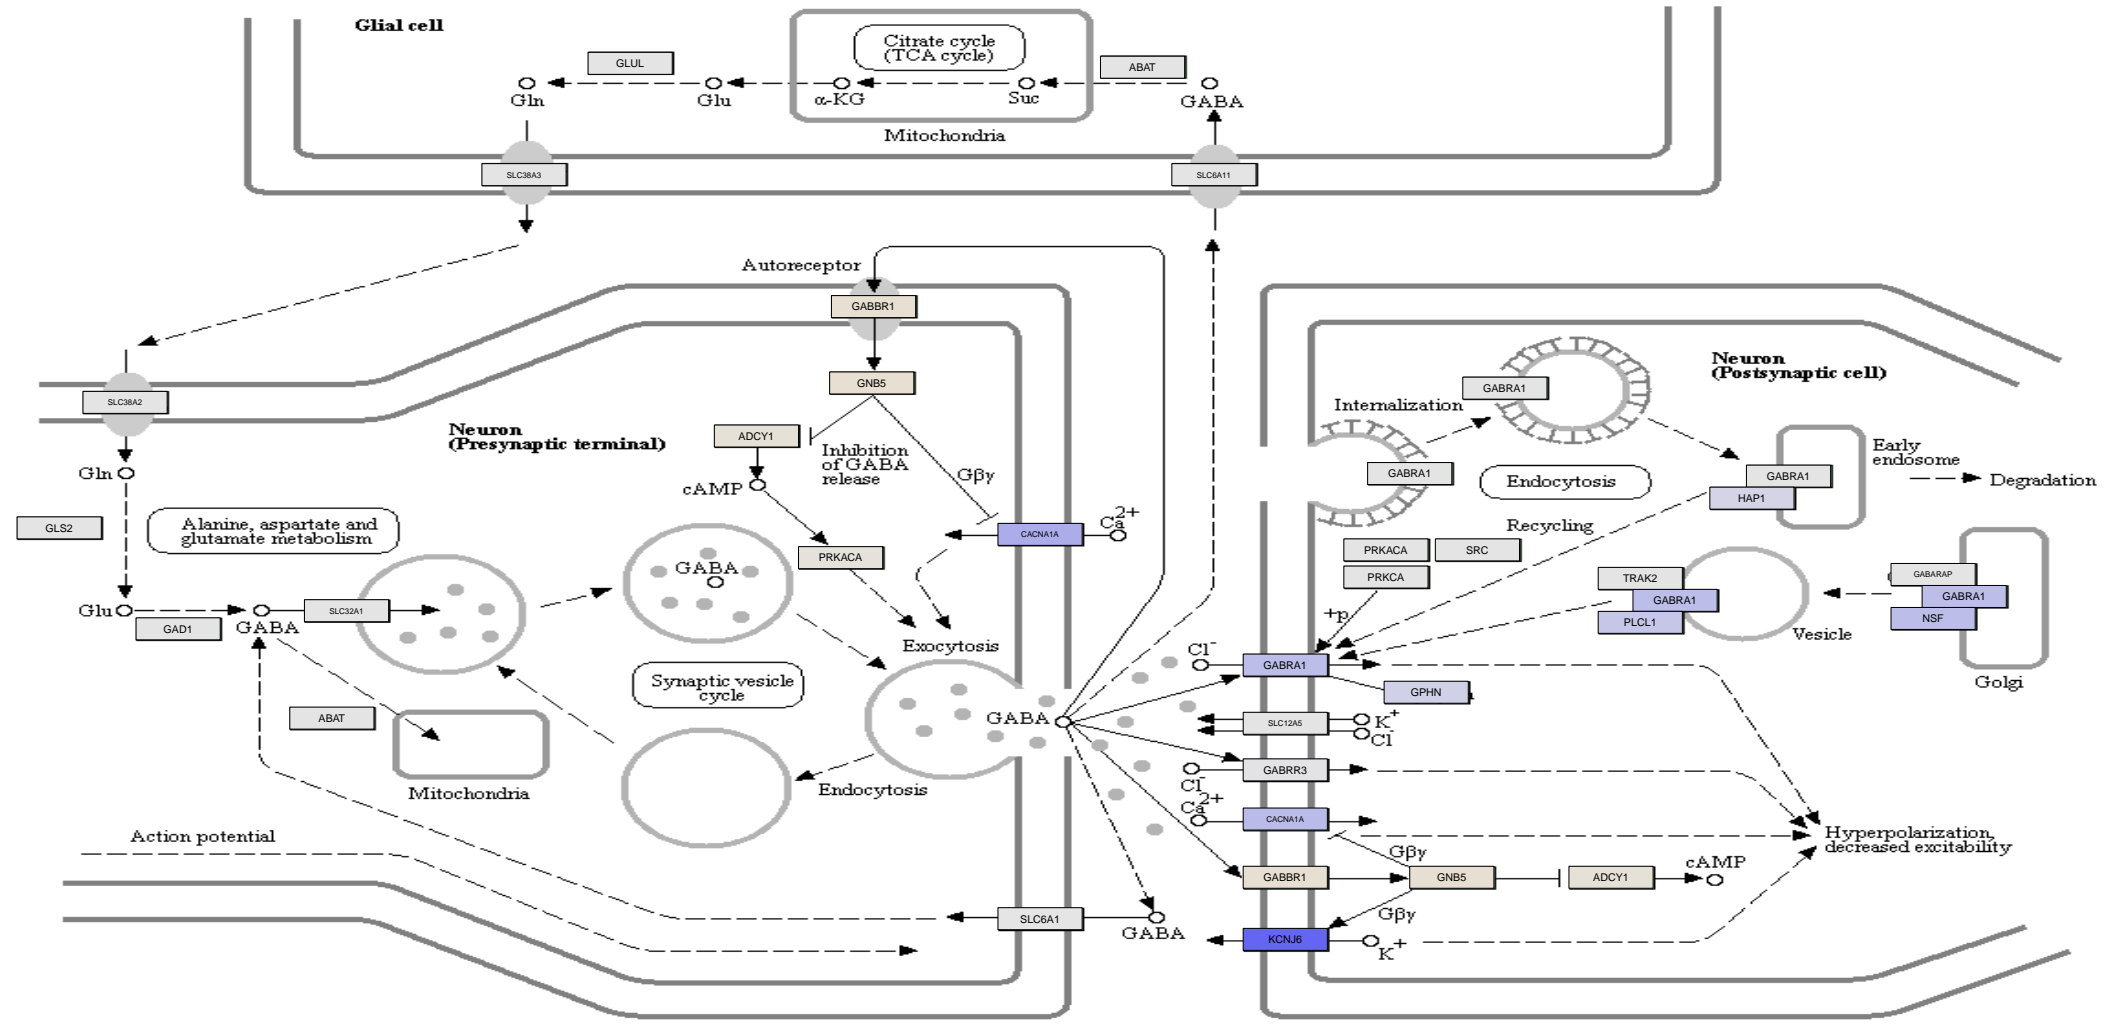 Glial cell
Citrate cycle
(TCA cycle)
GLUL
ABAT
Gln
Glu
α-KG
Suc
GABA
Mitochondria
SLC38A3
SLC6A11
Autoreceptor
GABBR1
GNB5
SLC38A2
Neuron
(Presynaptic terminal)
ADCY1
Inhibition
of GABA
release
Gβγ
cAMP
Gln
GLS2
Alanine, aspartate and
glutamate metabolism
PRKACA
CACNA1A
Ca2+
GABA
Glu
GAD1
GABA
SLC32A1
Exocytosis
Synaptic vesicle
cycle
ABAT
Mitochondria
GABA
Endocytosis
Action potential
SLC6A1
GABA
Neuron
(Postsynaptic cell)
GABRA1
Internalization
GABRA1
Endocytosis
GABRA1
HAP1
Early
endosome
Degradation
Recycling
PRKACA
SRC
PRKCA
+p
TRAK2
GABRA1
PLCL1
Vesicle
GABARAP
GABRA1
NSF
Golgi
Cl-
GABRA1
GPHN
SLC12A5
K+
Cl-
GABRR3
Cl-
Ca2+
CACNA1A
Hyperpolarization,
decreased excitability
Gβγ
GABBR1
GNB5
ADCY1
cAMP
Gβγ
KCNJ6
K+